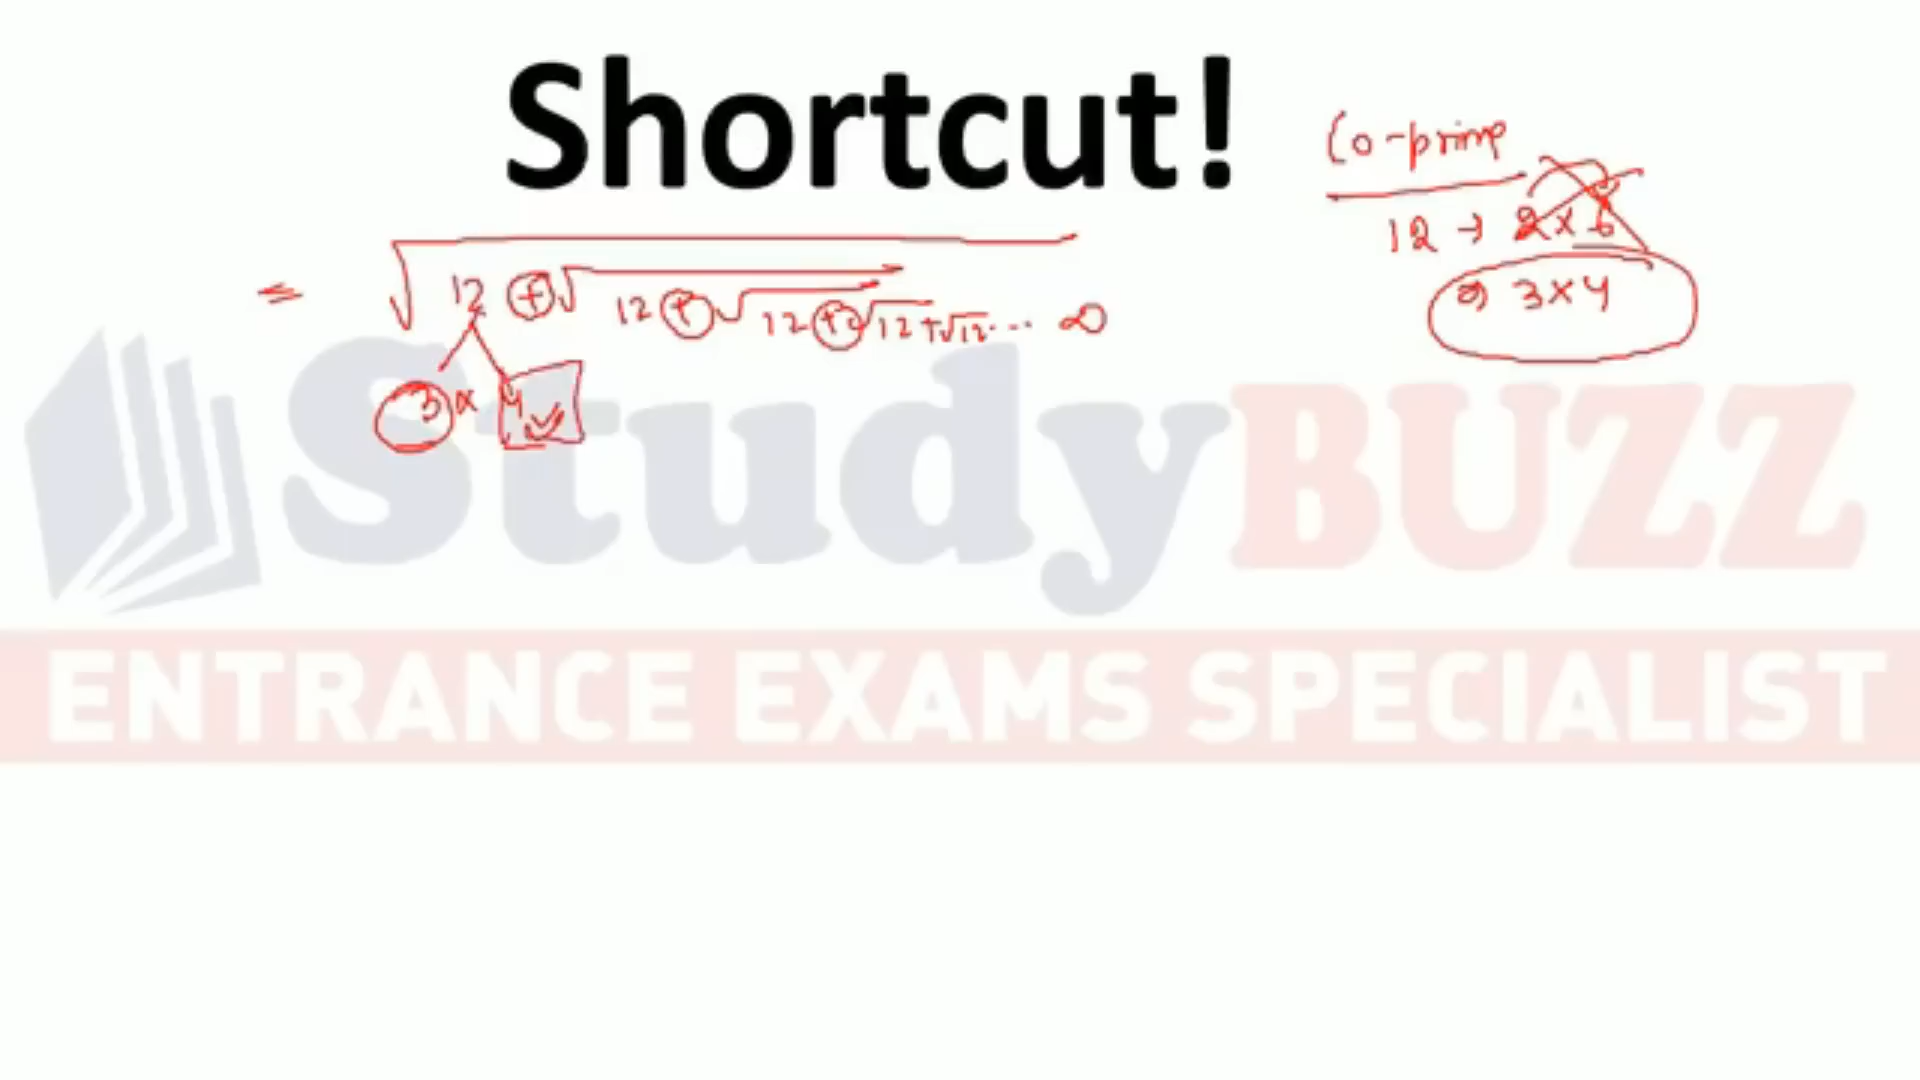 Shortcut!
Co-prime
12 → 2 x 6
⇒ 3 x 4
= √12 + √12 + √12 + √12 + √12 ... ∞
3 x 4
StudyBUZZ
ENTRANCE EXAMS SPECIALIST